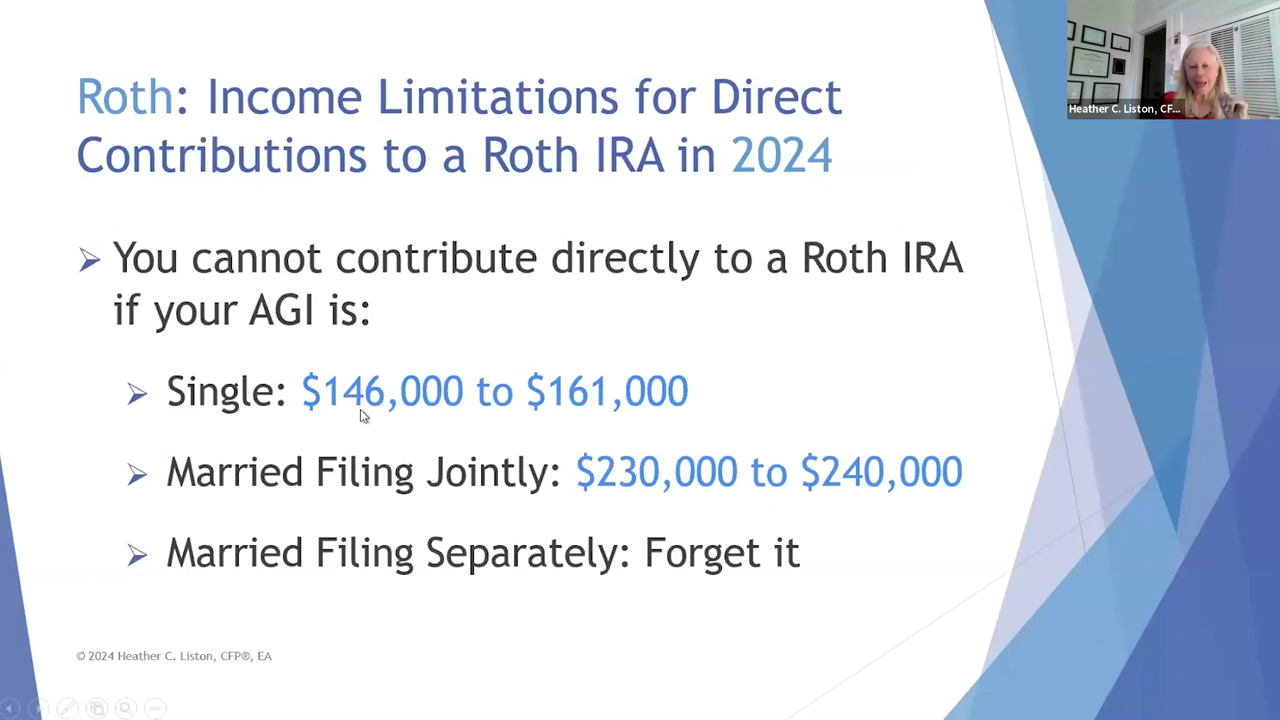 Roth: Income Limitations for Direct
Contributions to a Roth IRA in 2024
You cannot contribute directly to a Roth IRA
if your AGI is:
Single: $146,000 to $161,000
Married Filing Jointly: $230,000 to $240,000
Married Filing Separately: Forget it
© 2024 Heather C. Liston, CFP®, EA
Heather C. Liston, CF...